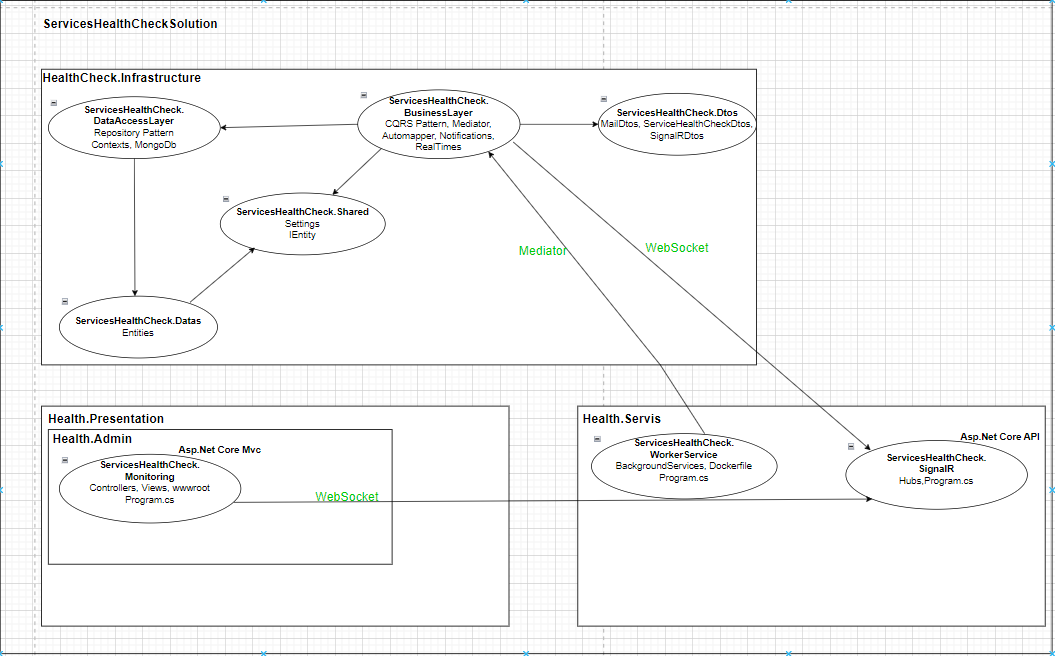 ServicesHealthCheckSolution
HealthCheck.Infrastructure
ServicesHealthCheck.
DataAccessLayer
Repository Pattern
Contexts, MongoDb
ServicesHealthCheck.
BusinessLayer
CQRS Pattern, Mediator,
Automapper, Notifications,
RealTimes
ServicesHealthCheck.Dtos
MailDtos, ServiceHealthCheckDtos,
SignalRDtos
ServicesHealthCheck.Shared
Settings
IEntity
Mediator
WebSocket
ServicesHealthCheck.Datas
Entities
Health.Presentation
Health.Admin
Asp.Net Core Mvc
ServicesHealthCheck.
Monitoring
Controllers, Views, wwwroot
Program.cs
WebSocket
Health.Servis
ServicesHealthCheck.
WorkerService
BackgroundServices, Dockerfile
Program.cs
Asp.Net Core API
ServicesHealthCheck.
SignalR
Hubs,Program.cs